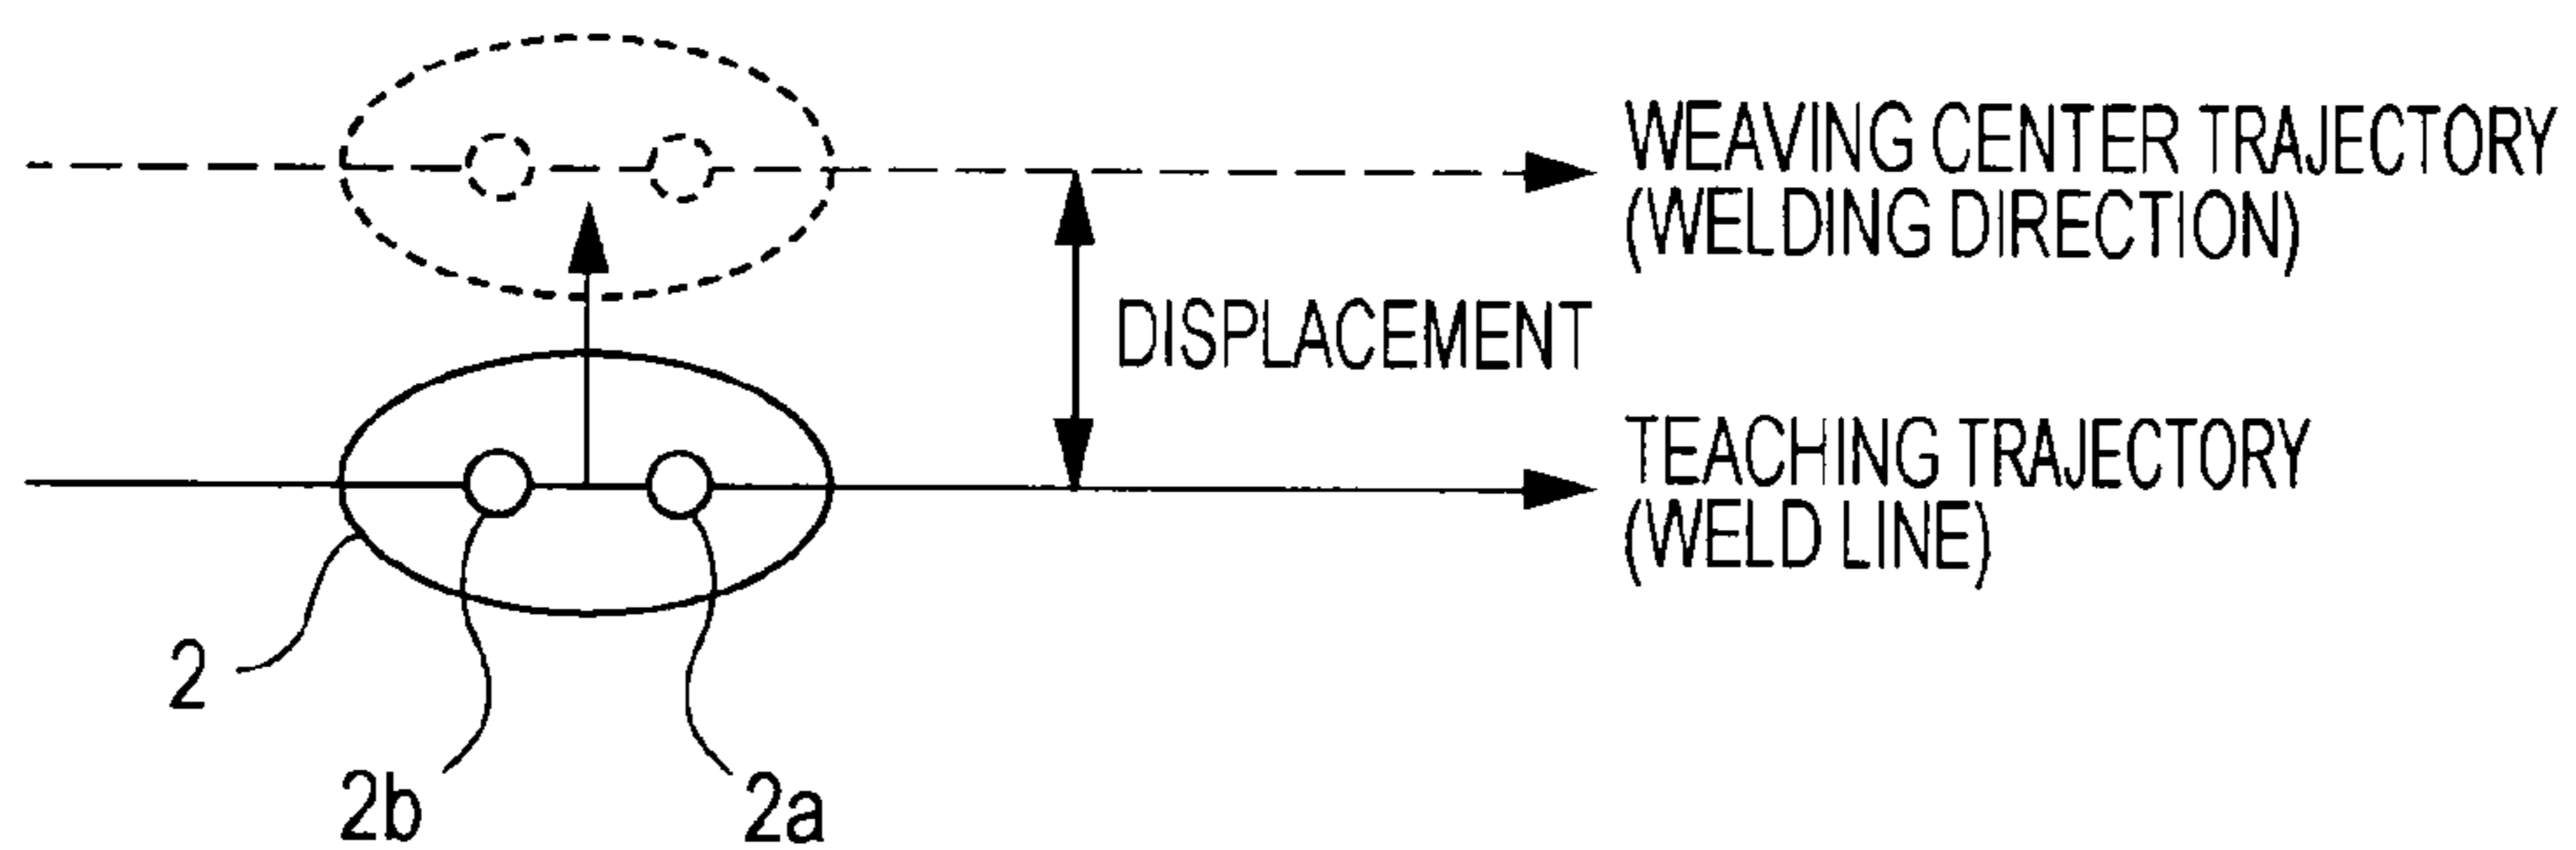 WEAVING CENTER TRAJECTORY
(WELDING DIRECTION)
DISPLACEMENT
TEACHING TRAJECTORY
(WELD LINE)
2
2b
2a